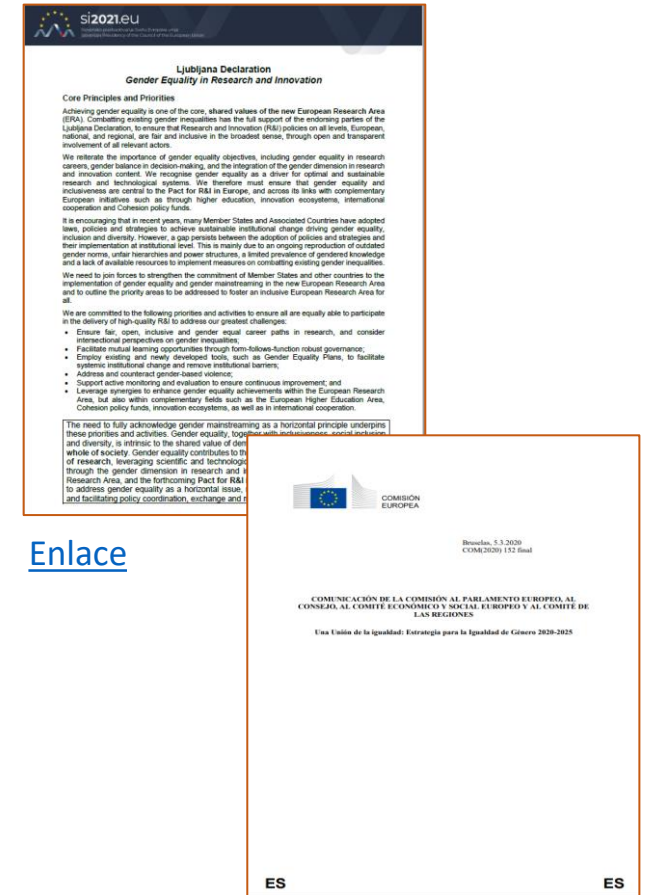 si2021.eu
Ljubljana Declaration
Gender Equality in Research and Innovation
Core Principles and Priorities
Achieving gender equality is one of the core, shared values of the new European Research Area
(ERA). Combatting existing gender inequalities has the full support of the endorsing parties of the
Ljubljana Declaration, to ensure that Research and Innovation (R&I) policies on all levels, European,
national, and regional, are fair and inclusive in the broadest sense, through open and transparent
involvement of all relevant actors.
We reiterate the importance of gender equality objectives, including gender equality in research
careers, gender balance in decision-making, and the integration of the gender dimension in research
and innovation content. We recognise gender equality as a driver for optimal and sustainable
research and technological systems. We therefore must ensure that gender equality and
inclusiveness are central to the Pact for R&I in Europe, and across its links with complementary
European initiatives such as through higher education, innovation ecosystems, international
cooperation and Cohesion policy funds.
It is encouraging that in recent years, many Member States and Associated Countries have adopted
laws, policies and strategies to achieve sustainable institutional change driving gender equality,
inclusion and diversity. However, a gap persists between the adoption of policies and strategies and
their implementation at institutional level. This is mainly due to an ongoing reproduction of outdated
gender norms, unfair hierarchies and power structures, a limited prevalence of gendered knowledge
and a lack of available resources to implement measures on combatting existing gender inequalities.
We need to join forces to strengthen the commitment of Member States and other countries to the
implementation of gender equality and gender mainstreaming in the new European Research Area
and to outline the priority areas to be addressed to foster an inclusive European Research Area for
all.
We are committed to the following priorities and activities to ensure all are equally able to participate
in the delivery of high-quality R&I to address our greatest challenges:
• Ensure fair, open, inclusive and gender equal career paths in research, and consider
intersectional perspectives on gender inequalities;
• Facilitate mutual learning opportunities through form-follows-function robust governance;
• Employ existing and newly developed tools, such as Gender Equality Plans, to facilitate
systemic institutional change and remove institutional barriers;
• Address and counteract gender-based violence;
• Support active monitoring and evaluation to ensure continuous improvement; and
• Leverage synergies to enhance gender equality achievements within the European Research
Area, but also within complementary fields such as the European Higher Education Area,
Cohesion policy funds, innovation ecosystems, as well as in international cooperation.
The need to fully acknowledge gender mainstreaming as a horizontal principle underpins
these priorities and activities. Gender equality, together with inclusiveness, social inclusion
and diversity, is intrinsic to the shared value of
whole of society. Gender equality contributes to
of research, leveraging scientific and
through the gender dimension in research and
Research Area, and the forthcoming Pact for R&I
to address gender equality as a horizontal issue,
and facilitating policy coordination, exchange and
Enlace
COMISIÓN
EUROPEA
Bruselas, 5.3.2020
COM(2020) 152 final
COMUNICACIÓN DE LA COMISIÓN AL PARLAMENTO EUROPEO, AL
CONSEJO, AL COMITÉ ECONÓMICO Y SOCIAL EUROPEO Y AL COMITÉ DE
LAS REGIONES
Una Unión de la igualdad: Estrategia para la Igualdad de Género 2020-2025
ES ES